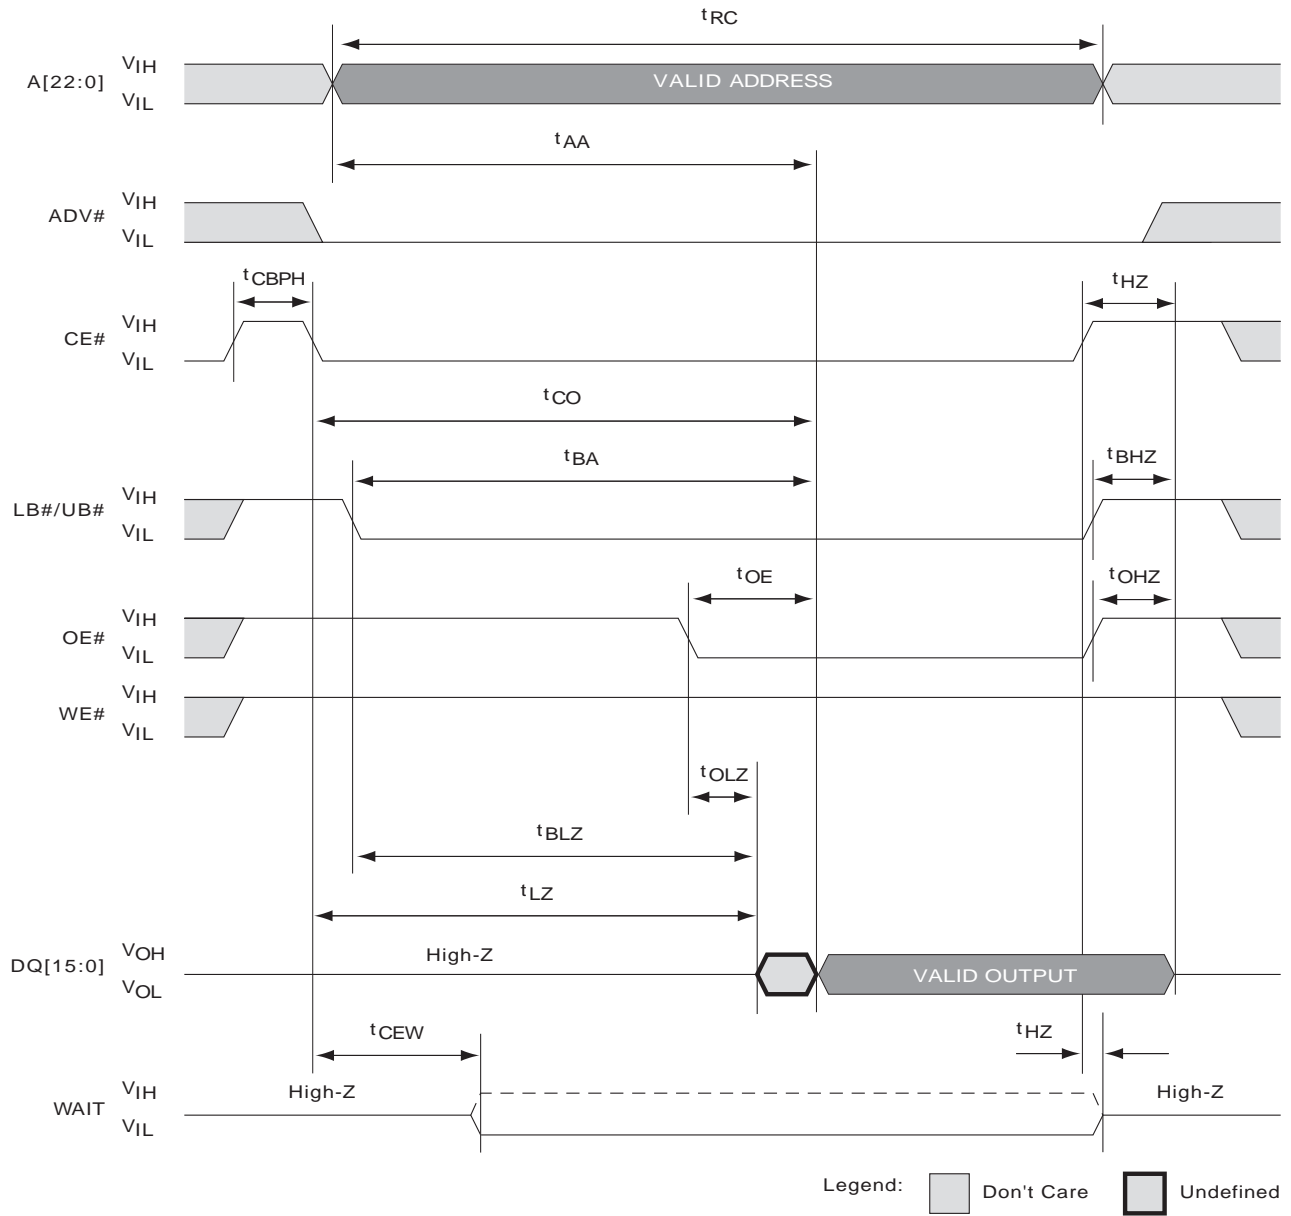 tRC
A[22:0] VIH VALID ADDRESS
VIL
tAA
ADV# VIH
VIL
tCBPH tHZ
CE# VIH
VIL
tCO
tBA tBHZ
LB#/UB# VIH
VIL
tOE tOHZ
OE# VIH
VIL
WE# VIH
VIL
tOLZ
tBLZ
tLZ
DQ[15:0] VOH High-Z VALID OUTPUT
VOL
tCEW tHZ
WAIT VIH High-Z High-Z
VIL
Legend: Don't Care Undefined